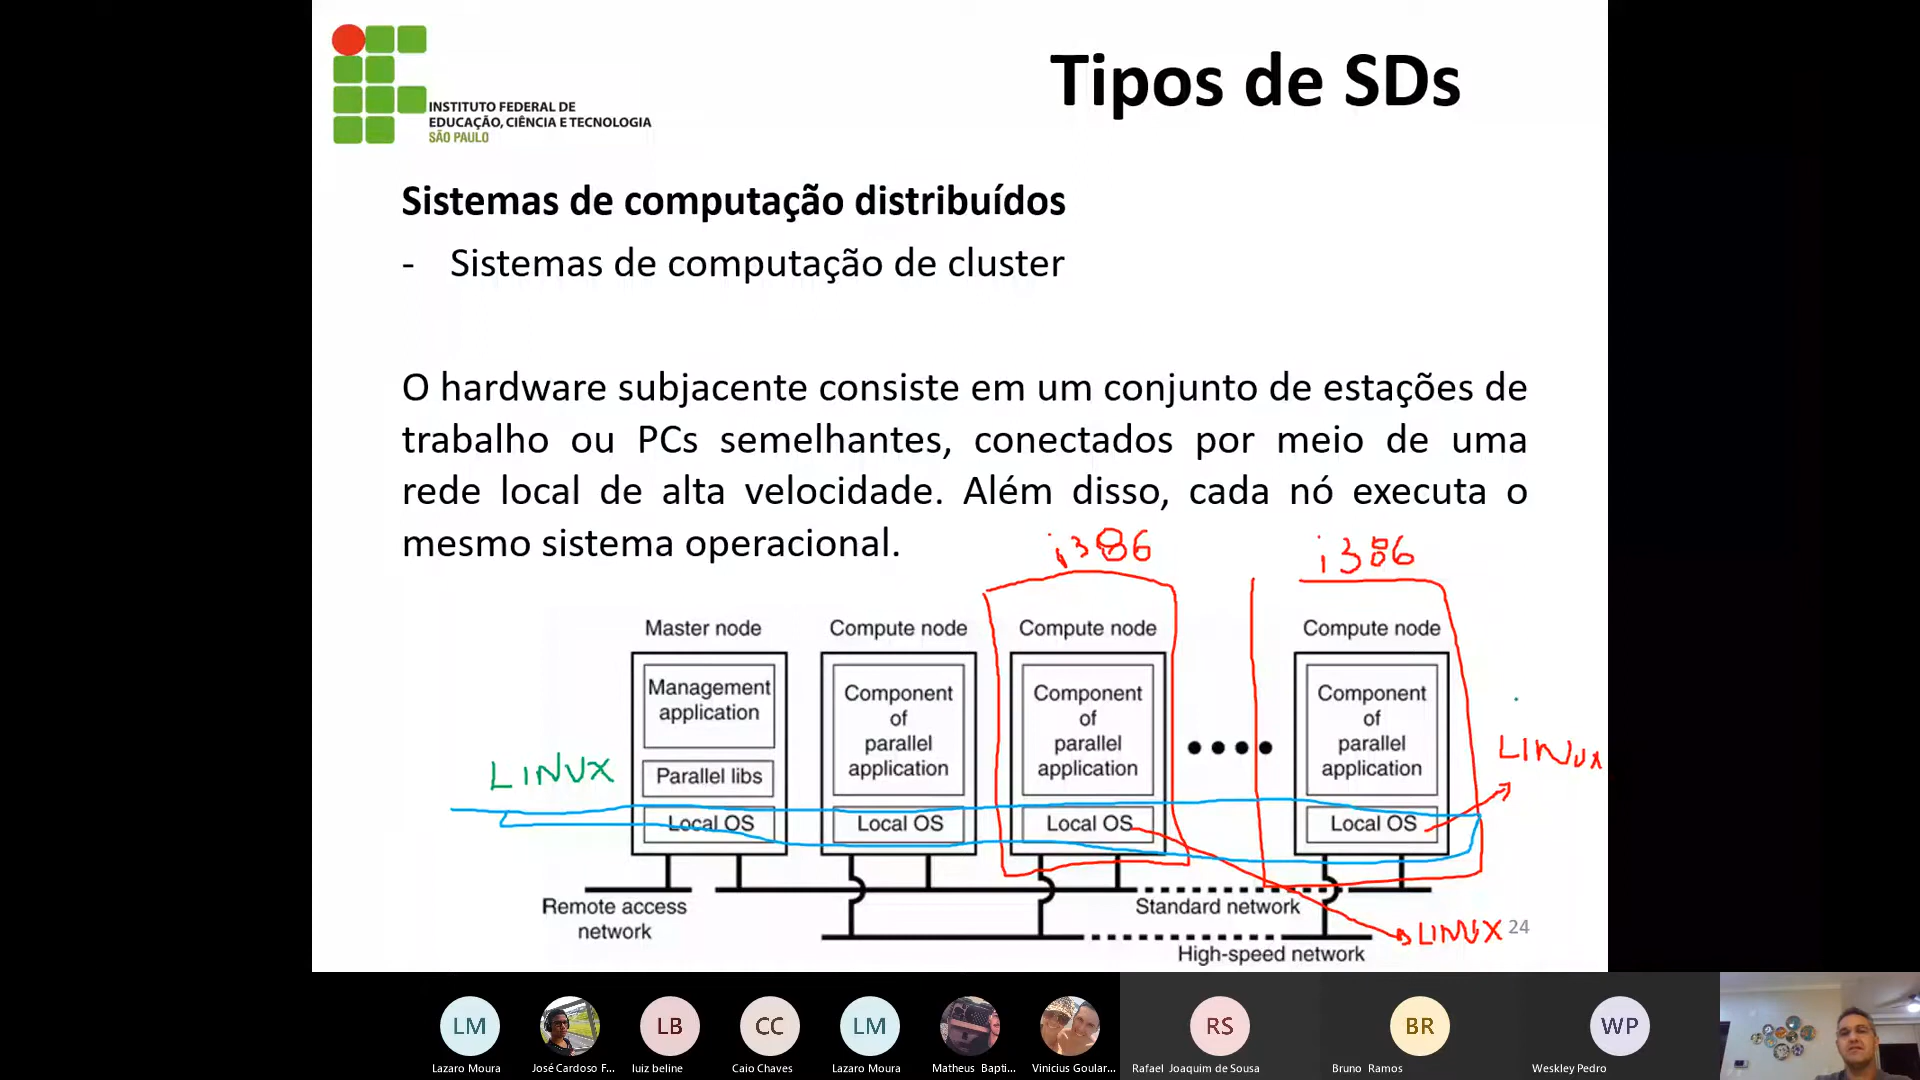 INSTITUTO FEDERAL DE
EDUCAÇÃO, CIÊNCIA E TECNOLOGIA
SÃO PAULO
Tipos de SDs
Sistemas de computação distribuídos
- Sistemas de computação de cluster
O hardware subjacente consiste em um conjunto de estações de
trabalho ou PCs semelhantes, conectados por meio de uma
rede local de alta velocidade. Além disso, cada nó executa o
mesmo sistema operacional.
i386 i386
Master node Compute node Compute node Compute node
Management
application
Parallel libs
Local OS
Component
of
parallel
application
Local OS
Component
of
parallel
application
Local OS
Component
of
parallel
application
Local OS
LINUX
LINUX
Remote access
network
Standard network
High-speed network
LINUX
24
LM LB CC LM RS BR WP
Lazaro Moura José Cardoso F... luiz beline Caio Chaves Lazaro Moura Matheus Bapti... Vinicius Goular... Rafael Joaquim de Sousa Bruno Ramos Weskley Pedro